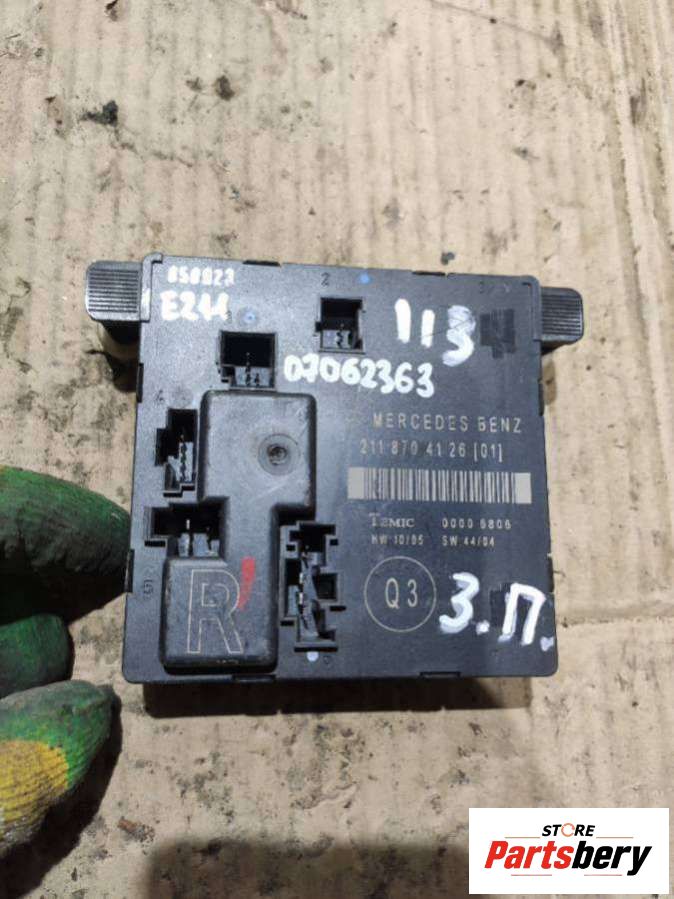 050823
E211
2
113
07062363
MERCEDES BENZ
211 870 41 26 [01]
TEMIC 0000 6806
HW 10/05 SW 44/04
R
Q3
З.П.
STORE
Partsbery